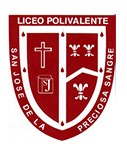 LICEO POLIVALENTE
SAN JOSE DE LA
PRECIOSA SANGRE